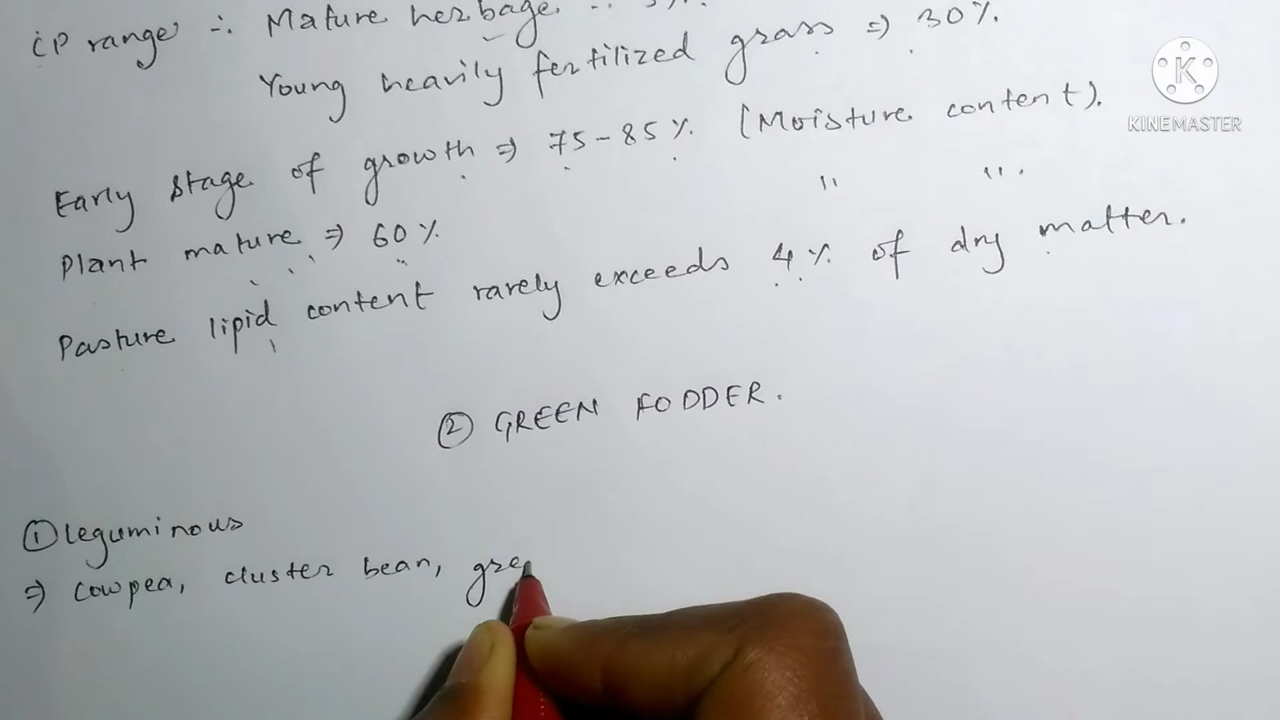 CP range ∴ Mature herbage
Young heavily fertilized grass ⇒ 30%.
Early stage of growth ⇒ 75-85% (Moisture content).
Plant mature ⇒ 60% " ".
Pasture lipid content rarely exceeds 4% of dry matter.
② GREEN FODDER.
① leguminous
⇒ cowpea, cluster bean, gre
KINEMASTER